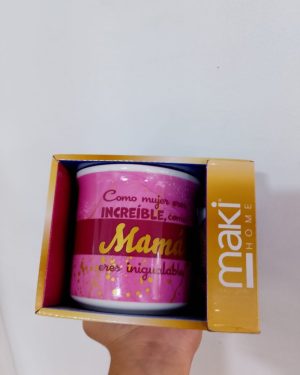 Como mujer eres
INCREÍBLE, como
Mamá
eres inigualable
maki
HOME